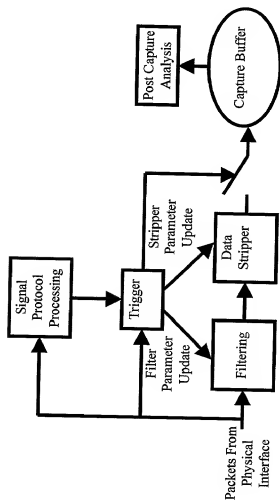 Signal
Protocol
Processing
Trigger
Filter
Parameter
Update
Stripper
Parameter
Update
Post Capture
Analysis
Packets From
Physical
Interface
Filtering
Data
Stripper
Capture Buffer